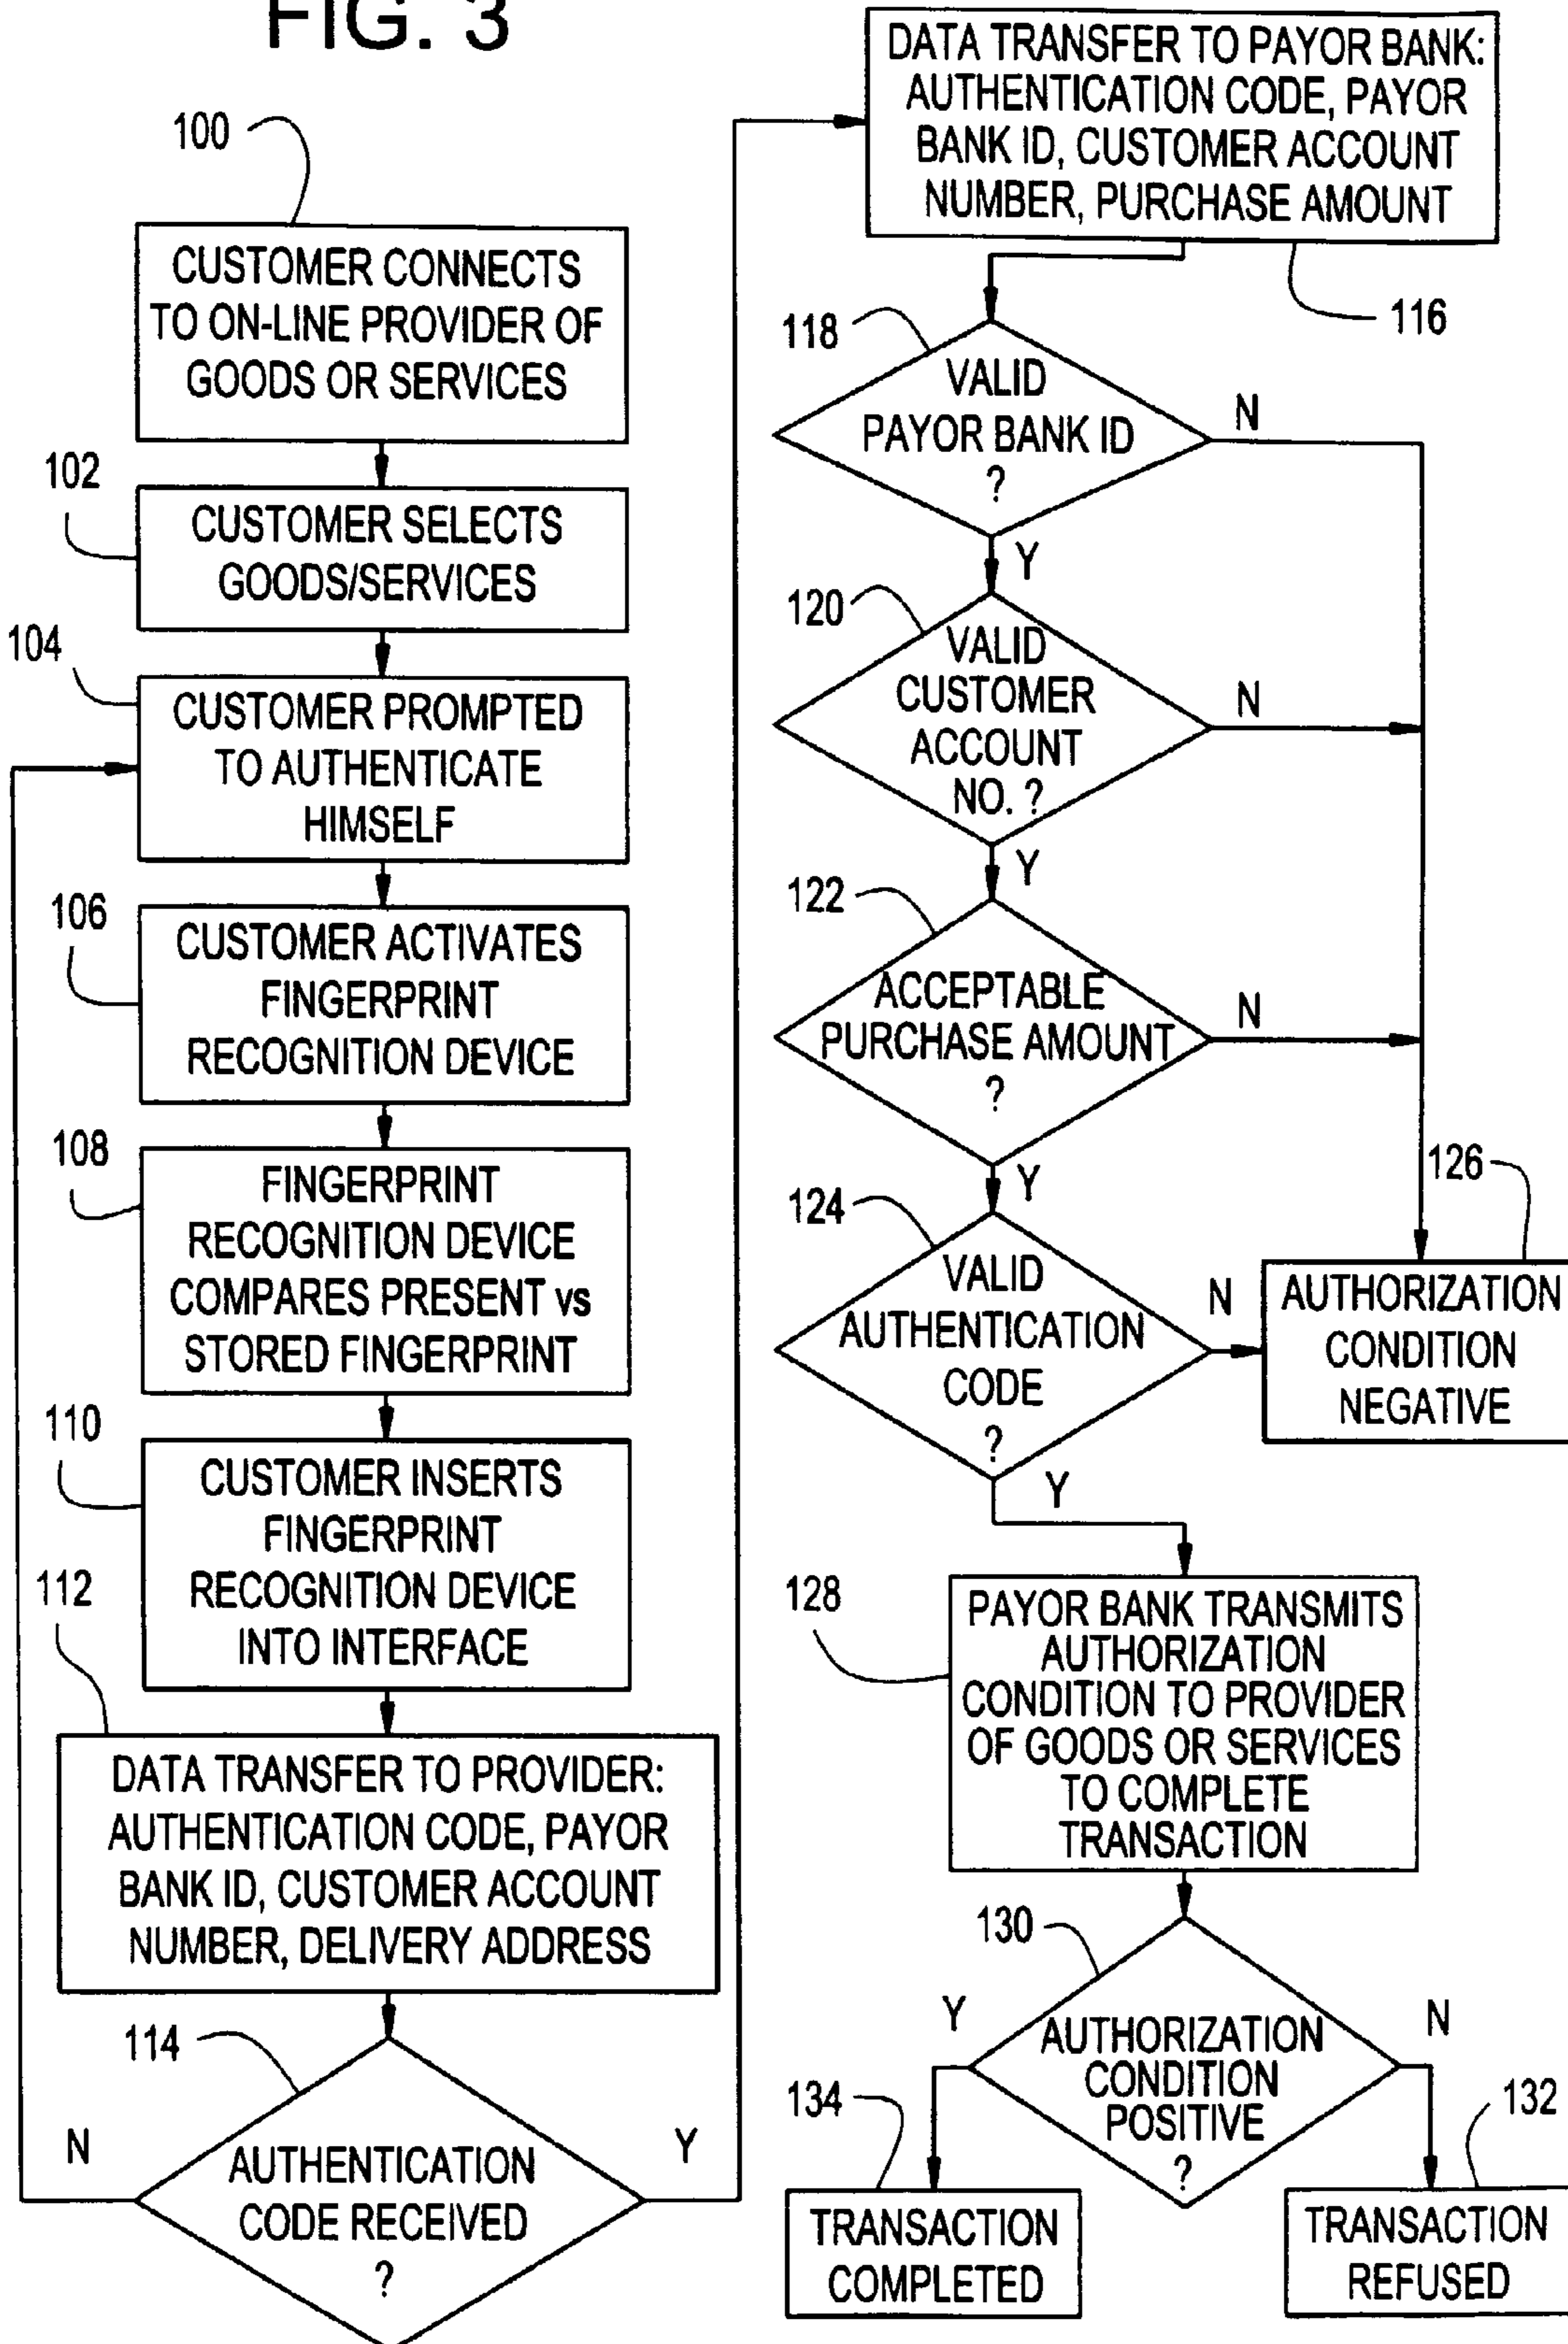 FIG. 3
100
CUSTOMER CONNECTS
TO ON-LINE PROVIDER OF
GOODS OR SERVICES
102
CUSTOMER SELECTS
GOODS/SERVICES
104
CUSTOMER PROMPTED
TO AUTHENTICATE
HIMSELF
106
CUSTOMER ACTIVATES
FINGERPRINT
RECOGNITION DEVICE
108
FINGERPRINT
RECOGNITION DEVICE
COMPARES PRESENT vs
STORED FINGERPRINT
110
CUSTOMER INSERTS
FINGERPRINT
RECOGNITION DEVICE
INTO INTERFACE
112
DATA TRANSFER TO PROVIDER:
AUTHENTICATION CODE, PAYOR
BANK ID, CUSTOMER ACCOUNT
NUMBER, DELIVERY ADDRESS
114
N
Y
AUTHENTICATION
CODE RECEIVED
?
DATA TRANSFER TO PAYOR BANK:
AUTHENTICATION CODE, PAYOR
BANK ID, CUSTOMER ACCOUNT
NUMBER, PURCHASE AMOUNT
116
118
VALID
PAYOR BANK ID
?
N
Y
120
VALID
CUSTOMER
ACCOUNT
NO. ?
N
Y
122
ACCEPTABLE
PURCHASE AMOUNT
?
N
Y
124
VALID
AUTHENTICATION
CODE
?
N
Y
126
AUTHORIZATION
CONDITION
NEGATIVE
128
PAYOR BANK TRANSMITS
AUTHORIZATION
CONDITION TO PROVIDER
OF GOODS OR SERVICES
TO COMPLETE
TRANSACTION
130
Y
N
AUTHORIZATION
CONDITION
POSITIVE
?
134
TRANSACTION
COMPLETED
132
TRANSACTION
REFUSED